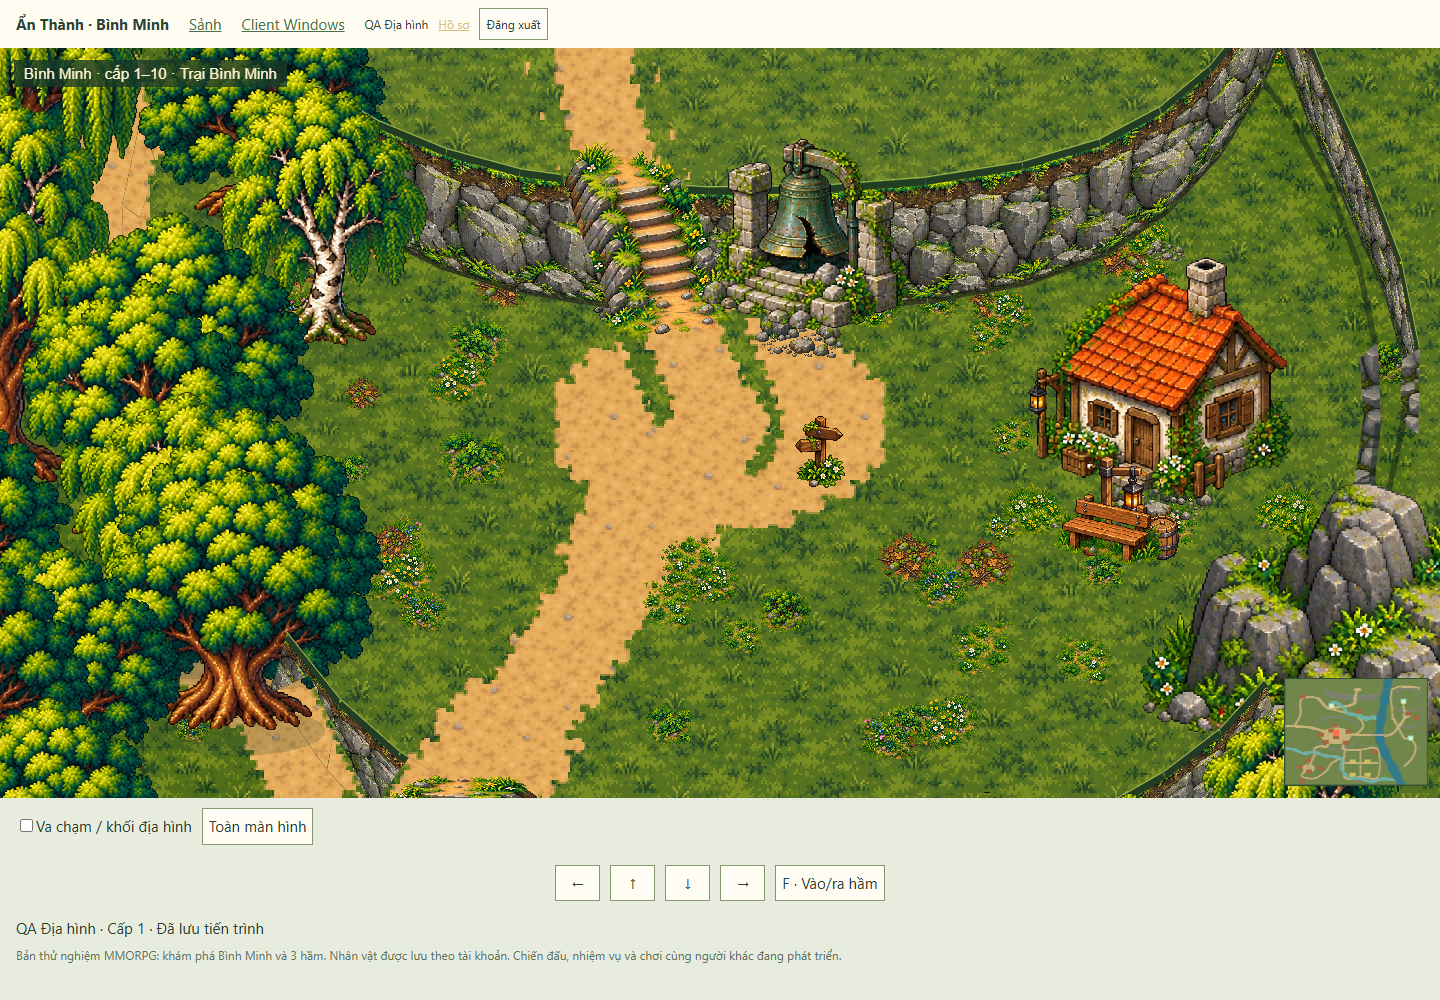 Ẩn Thành · Bình Minh Sảnh Client Windows QA Địa hình Hồ sơ Đăng xuất
Bình Minh · cấp 1–10 · Trại Bình Minh
Va chạm / khối địa hình Toàn màn hình
← ↑ ↓ → F · Vào/ra hầm
QA Địa hình · Cấp 1 · Đã lưu tiến trình
Bản thử nghiệm MMORPG: khám phá Bình Minh và 3 hầm. Nhân vật được lưu theo tài khoản. Chiến đấu, nhiệm vụ và chơi cùng người khác đang phát triển.